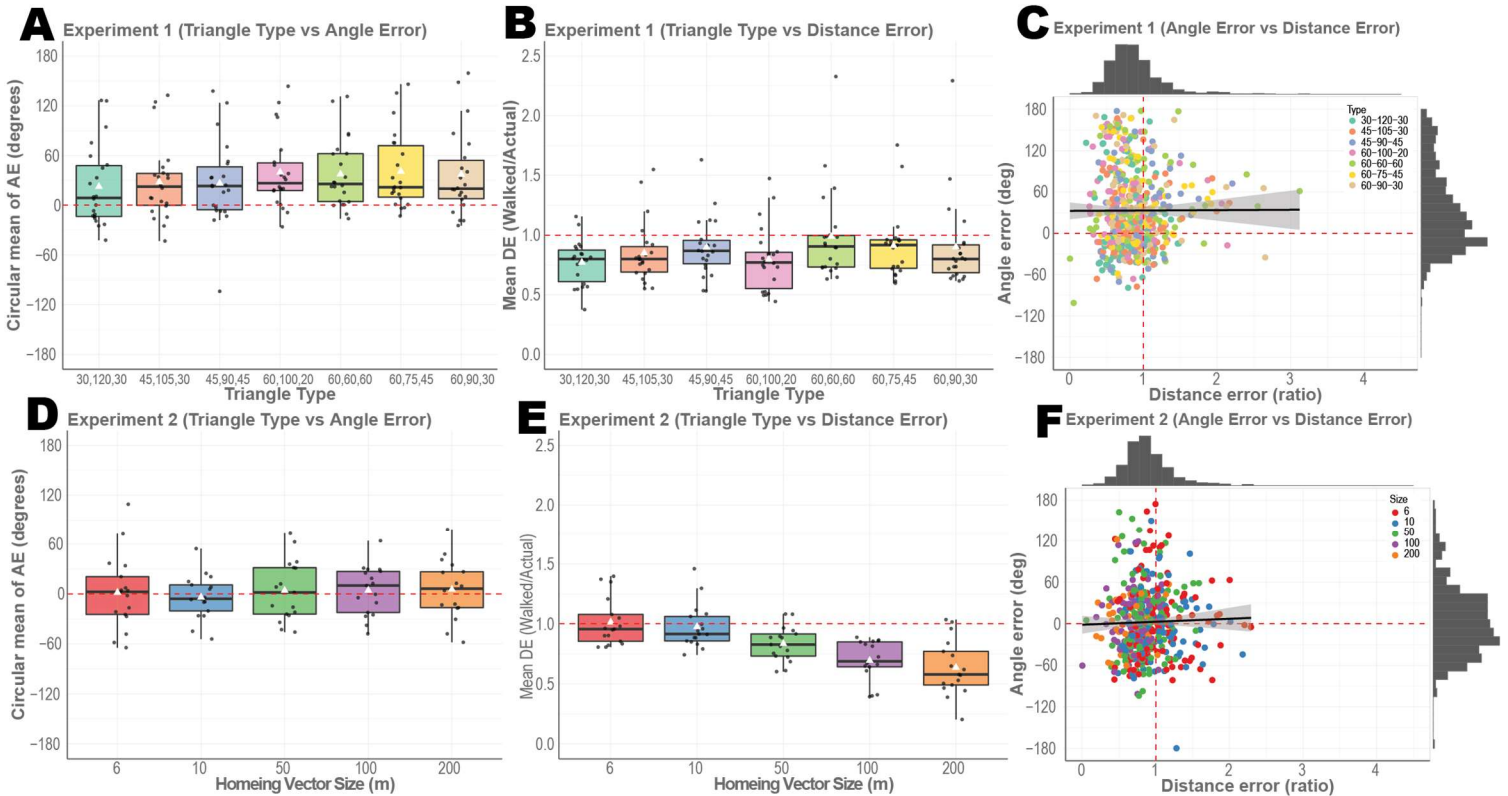 A
Experiment 1 (Triangle Type vs Angle Error)
Circular mean of AE (degrees)
180
120
60
0
−60
−120
−180
30,120,30 45,105,30 45,90,45 60,100,20 60,60,60 60,75,45 60,90,30
Triangle Type
B
Experiment 1 (Triangle Type vs Distance Error)
Mean DE (Walked/Actual)
2.5
2.0
1.5
1.0
0.5
0.0
30,120,30 45,105,30 45,90,45 60,100,20 60,60,60 60,75,45 60,90,30
Triangle Type
C
Experiment 1 (Angle Error vs Distance Error)
Angle error (deg)
180
120
60
0
−60
−120
−180
Type
30−120−30
45−105−30
45−90−45
60−100−20
60−60−60
60−75−45
60−90−30
0 1 2 3 4
Distance error (ratio)
D
Experiment 2 (Triangle Type vs Angle Error)
Circular mean of AE (degrees)
180
120
60
0
−60
−120
−180
6 10 50 100 200
Homeing Vector Size (m)
E
Experiment 2 (Triangle Type vs Distance Error)
Mean DE (Walked/Actual)
2.5
2.0
1.5
1.0
0.5
0.0
6 10 50 100 200
Homeing Vector Size (m)
F
Experiment 2 (Angle Error vs Distance Error)
Angle error (deg)
180
120
60
0
−60
−120
−180
Size
6
10
50
100
200
0 1 2 3 4
Distance error (ratio)